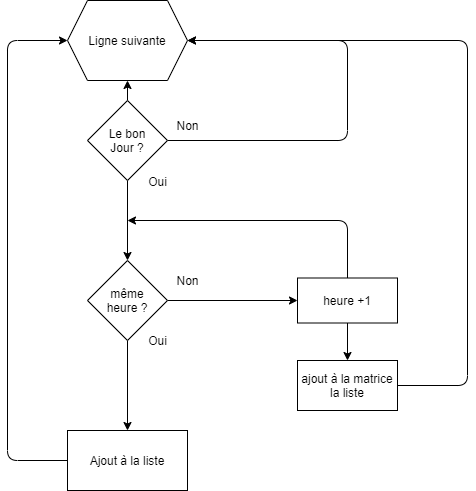 Ligne suivante
Le bon
Jour ?
Non
Oui
même
heure ?
Non
heure +1
Oui
ajout à la matrice
la liste
Ajout à la liste